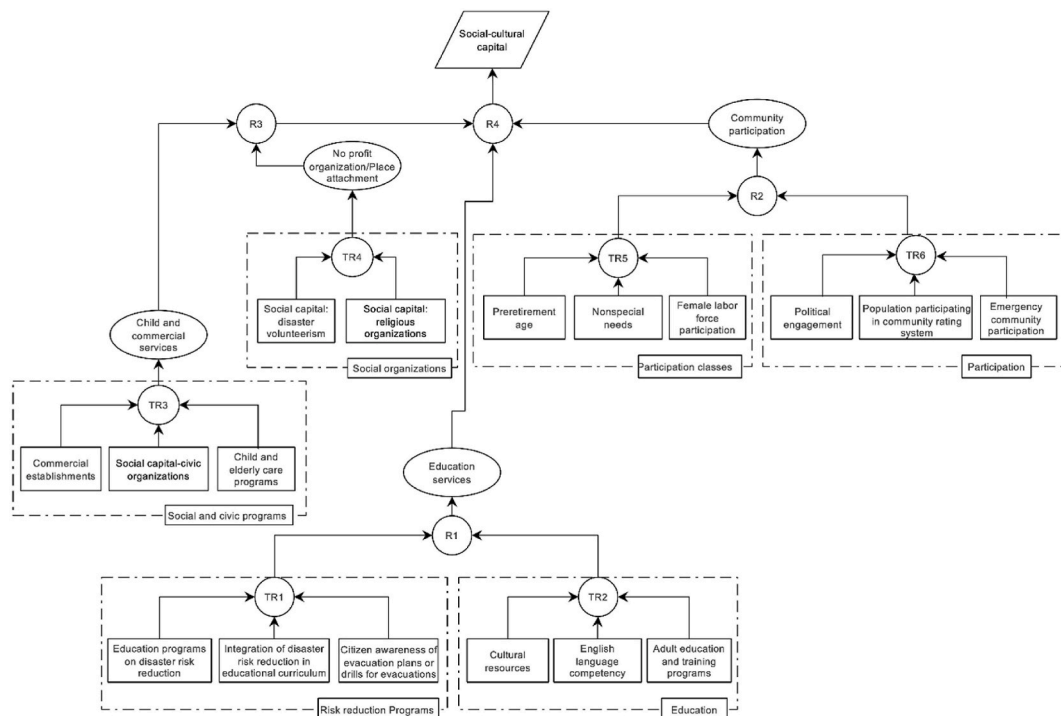 Social-cultural
capital
R3
R4
Community
participation
No profit
organization/Place
attachment
R2
TR4
TR5
TR6
Social capital:
disaster
volunteerism
Social capital:
religious
organizations
Social organizations
Preretirement
age
Nonspecial
needs
Female labor
force
participation
Participation classes
Political
engagement
Population participating
in community rating
system
Emergency
community
participation
Participation
Child and
commercial
services
TR3
Commercial
establishments
Social capital-civic
organizations
Child and
elderly care
programs
Social and civic programs
Education
services
R1
TR1
TR2
Education programs
on disaster risk
reduction
Integration of disaster
risk reduction in
educational curriculum
Citizen awareness of
evacuation plans or
drills for evacuations
Risk reduction Programs
Cultural
resources
English
language
competency
Adult education
and training
programs
Education